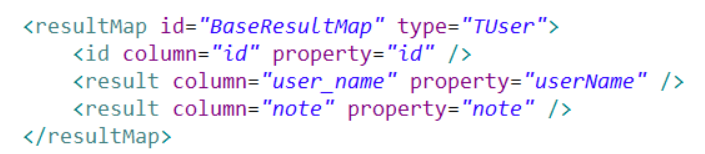 <resultMap id="BaseResultMap" type="TUser">
<id column="id" property="id" />
<result column="user_name" property="userName" />
<result column="note" property="note" />
</resultMap>